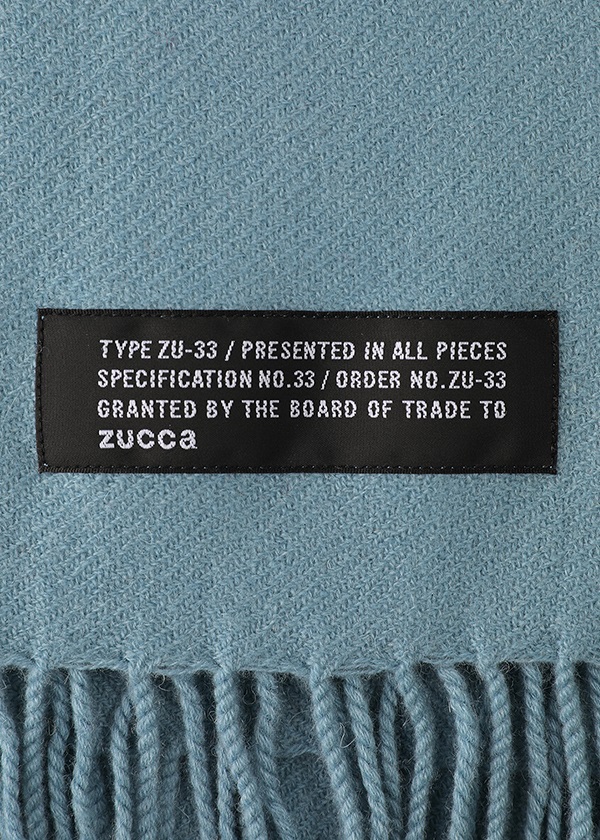 TYPE ZU-33 / PRESENTED IN ALL PIECES
SPECIFICATION NO.33 / ORDER NO.ZU-33
GRANTED BY THE BOARD OF TRADE TO
zucca